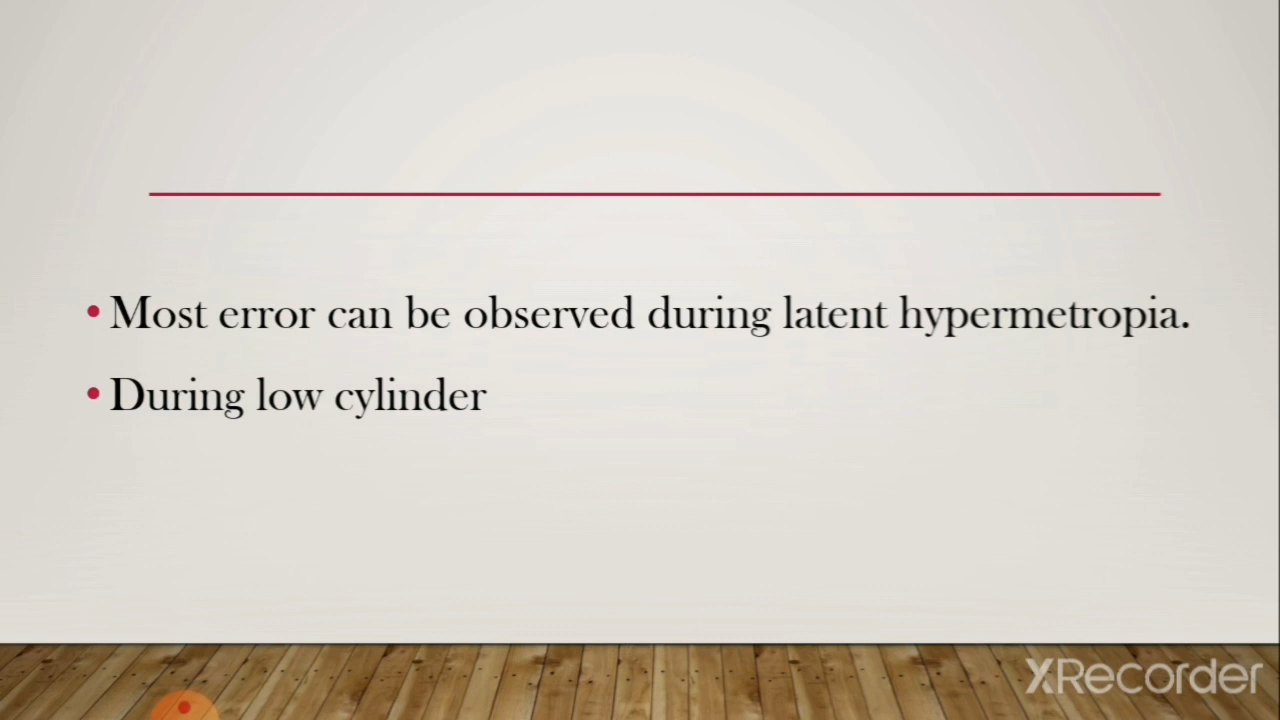 • Most error can be observed during latent hypermetropia.
• During low cylinder
XRecorder